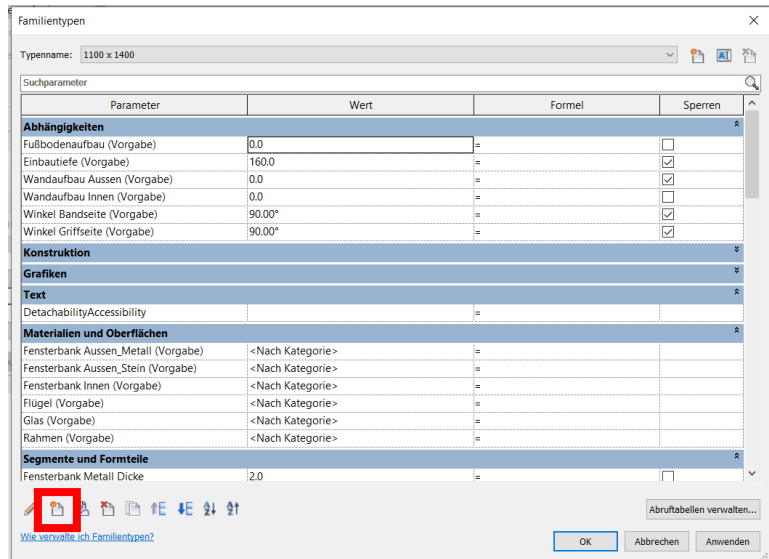 Familientypen
Typenname: 1100 x 1400
Suchparameter
Parameter Wert Formel Sperren
Abhängigkeiten
Fußbodenaufbau (Vorgabe) 0.0 =
Einbautiefe (Vorgabe) 160.0 =
Wandaufbau Aussen (Vorgabe) 0.0 =
Wandaufbau Innen (Vorgabe) 0.0 =
Winkel Bandseite (Vorgabe) 90.00° =
Winkel Griffseite (Vorgabe) 90.00° =
Konstruktion
Grafiken
Text
DetachabilityAccessibility =
Materialien und Oberflächen
Fensterbank Aussen_Metall (Vorgabe) <Nach Kategorie> =
Fensterbank Aussen_Stein (Vorgabe) <Nach Kategorie> =
Fensterbank Innen (Vorgabe) <Nach Kategorie> =
Flügel (Vorgabe) <Nach Kategorie> =
Glas (Vorgabe) <Nach Kategorie> =
Rahmen (Vorgabe) <Nach Kategorie> =
Segmente und Formteile
Fensterbank Metall Dicke 2.0 =
Abruftabellen verwalten...
Wie verwalte ich Familientypen?
OK Abbrechen Anwenden